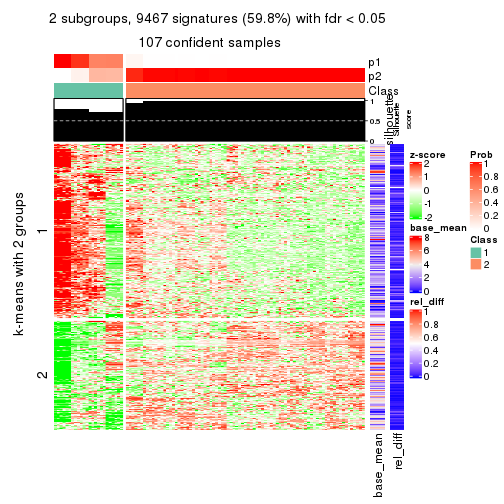 2 subgroups, 9467 signatures (59.8%) with fdr < 0.05
107 confident samples
p1
p2
Class
1
0.5
0
silhouette
Silhouette
score
k-means with 2 groups
1
2
base_mean
rel_diff
z-score
2
1
0
-1
-2
base_mean
8
6
4
2
0
rel_diff
1
0.8
0.6
0.4
0.2
0
Prob
1
0.8
0.6
0.4
0.2
0
Class
1
2